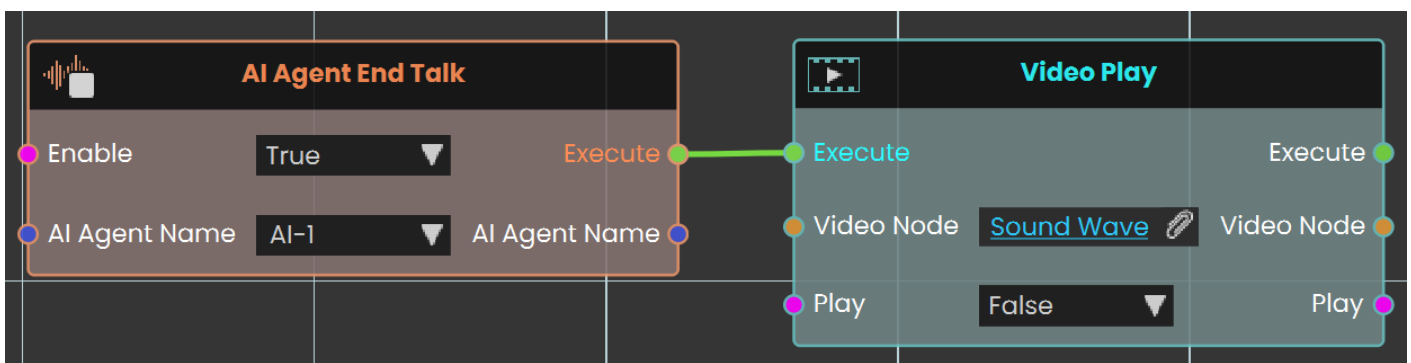 AI Agent End Talk
Enable True Execute
AI Agent Name AI-1 AI Agent Name
Video Play
Execute Execute
Video Node Sound Wave Video Node
Play False Play